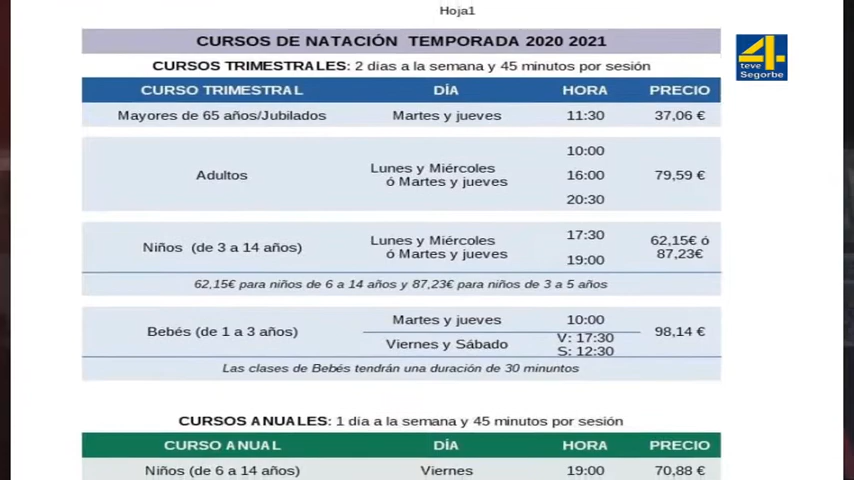 Hoja1
CURSOS DE NATACIÓN TEMPORADA 2020 2021
CURSOS TRIMESTRALES: 2 días a la semana y 45 minutos por sesión
CURSO TRIMESTRAL DÍA HORA PRECIO
Mayores de 65 años/Jubilados Martes y jueves 11:30 37,06 €
Adultos Lunes y Miércoles ó Martes y jueves 10:00 16:00 20:30 79,59 €
Niños (de 3 a 14 años) Lunes y Miércoles ó Martes y jueves 17:30 19:00 62,15€ ó 87,23€
62,15€ para niños de 6 a 14 años y 87,23€ para niños de 3 a 5 años
Bebés (de 1 a 3 años) Martes y jueves 10:00 98,14 €
Viernes y Sábado V: 17:30 S: 12:30
Las clases de Bebés tendrán una duración de 30 minuntos
CURSOS ANUALES: 1 día a la semana y 45 minutos por sesión
CURSO ANUAL DÍA HORA PRECIO
Niños (de 6 a 14 años) Viernes 19:00 70,88 €
4
teve
Segorbe